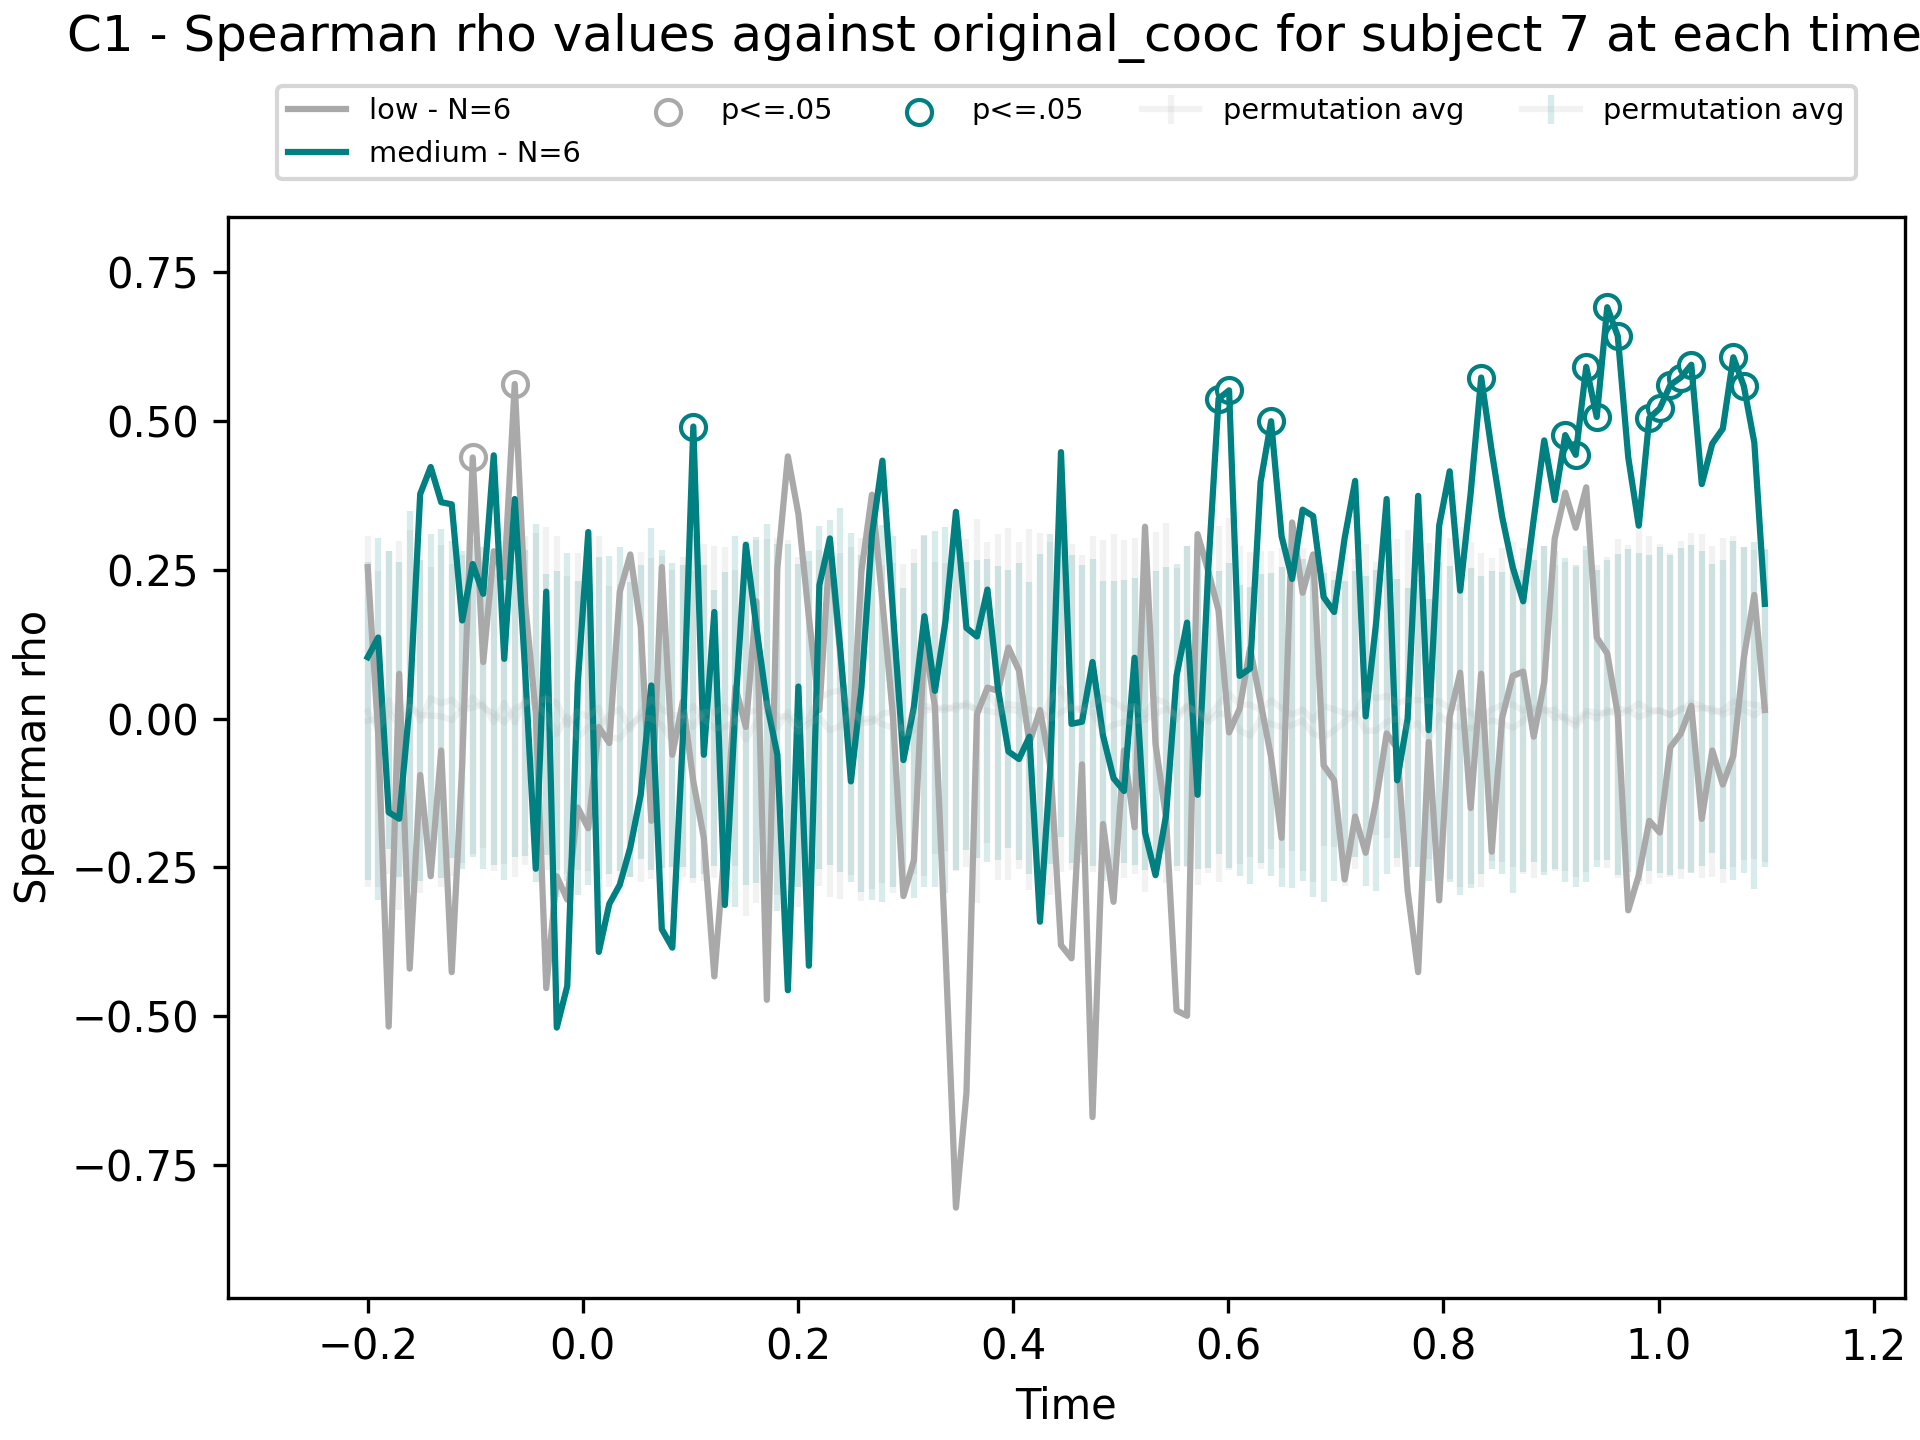 C1 - Spearman rho values against original_cooc for subject 7 at each time
low - N=6
p<=.05
p<=.05
permutation avg
permutation avg
medium - N=6
0.75
0.50
0.25
0.00
−0.25
−0.50
−0.75
Spearman rho
−0.2
0.0
0.2
0.4
0.6
0.8
1.0
1.2
Time